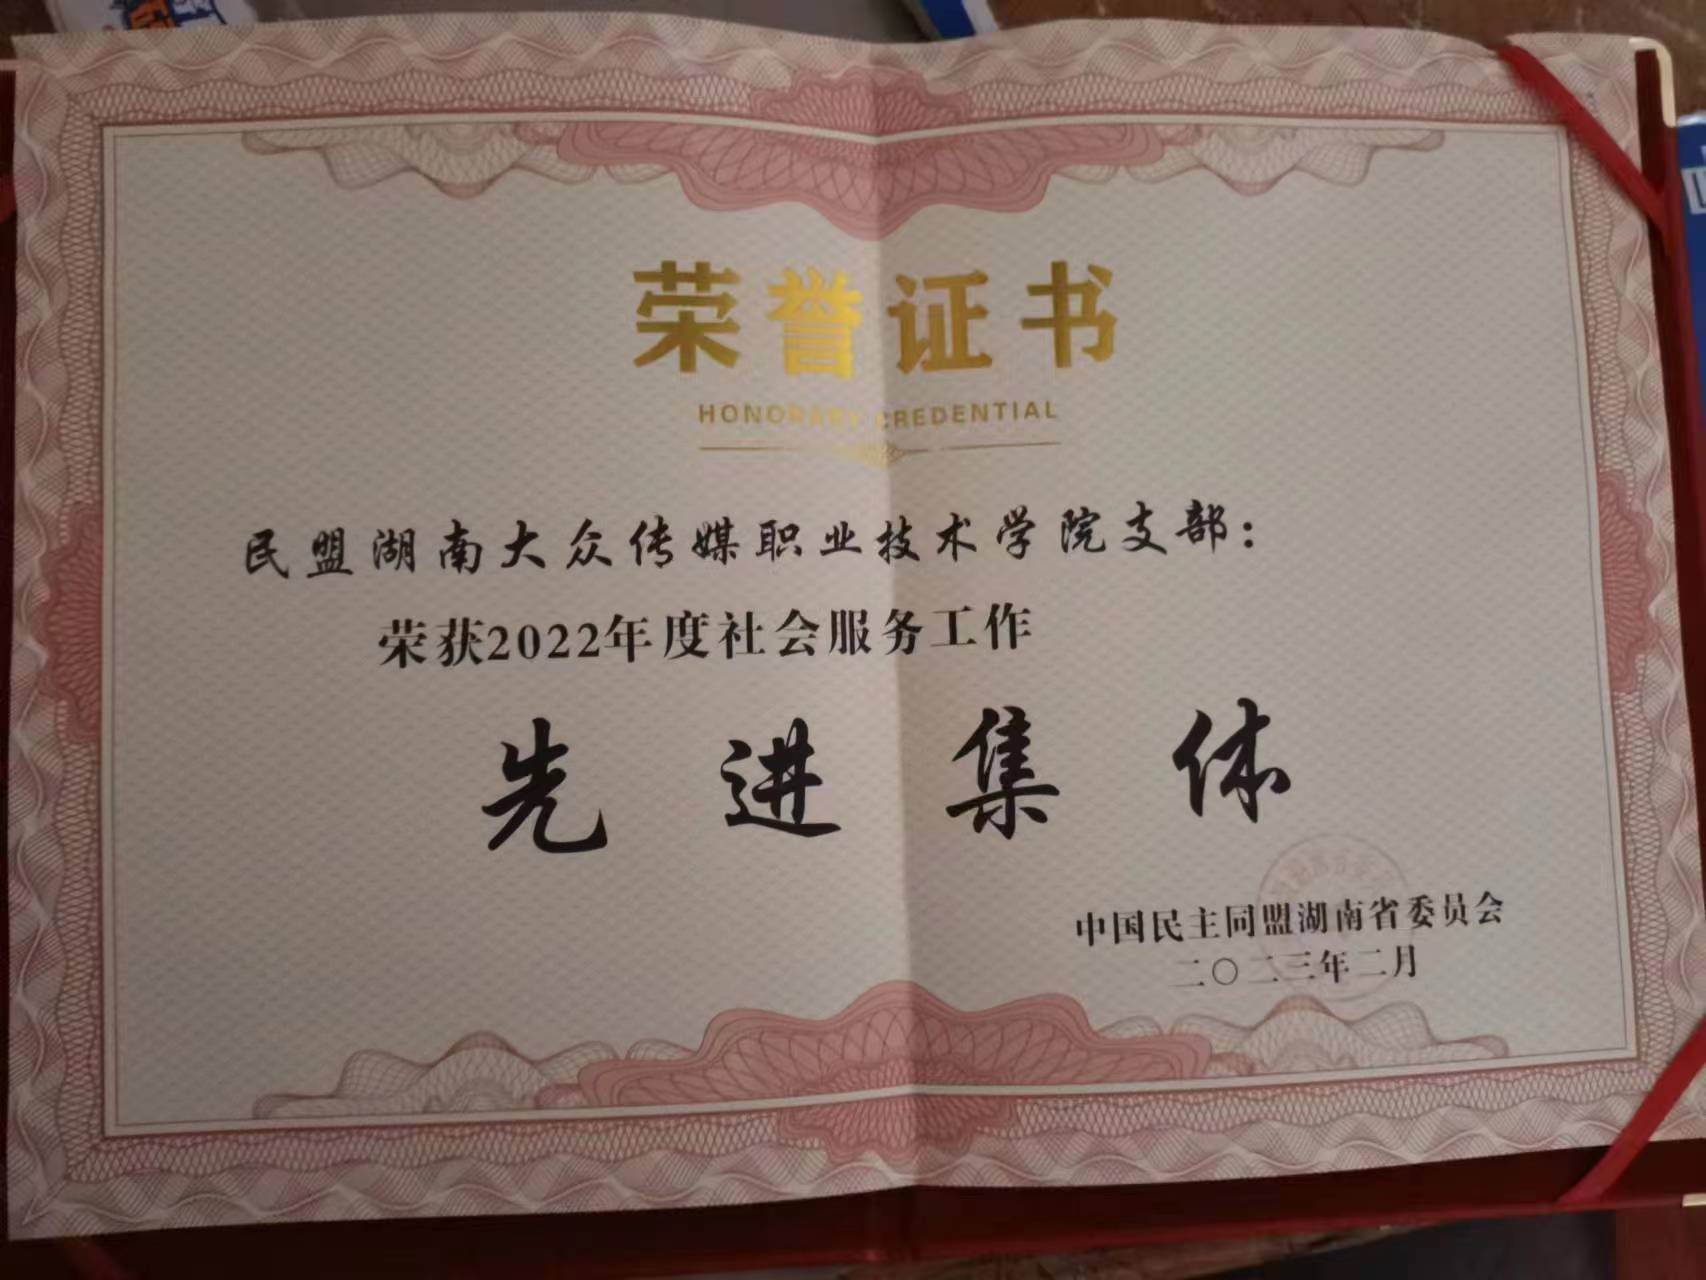 荣誉证书
HONORARY CREDENTIAL
民盟湖南大众传媒职业技术学院支部：
荣获2022年度社会服务工作
先进集体
中国民主同盟湖南省委员会
二〇二三年二月